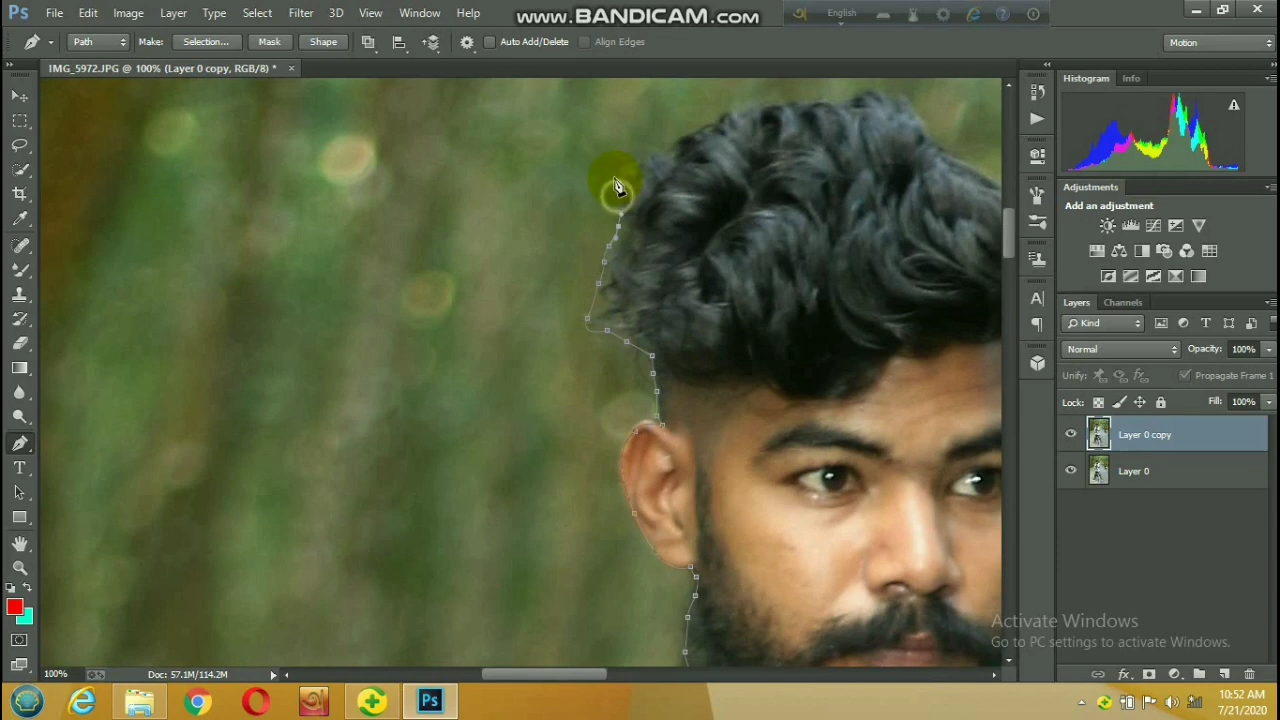 Ps File Edit Image Layer Type Select Filter 3D View Window Help
www.BANDICAM.com
English
Path Make: Selection... Mask Shape Auto Add/Delete Align Edges Motion
IMG_5972.JPG @ 100% (Layer 0 copy, RGB/8) * ×
Histogram Info
Adjustments
Add an adjustment
Layers Channels
Kind
Normal Opacity: 100%
Unify: Propagate Frame 1
Lock: Fill: 100%
Layer 0 copy
Layer 0
Activate Windows
Go to PC settings to activate Windows.
100% Doc: 57.1M/114.2M
Ps
10:52 AM
7/21/2020